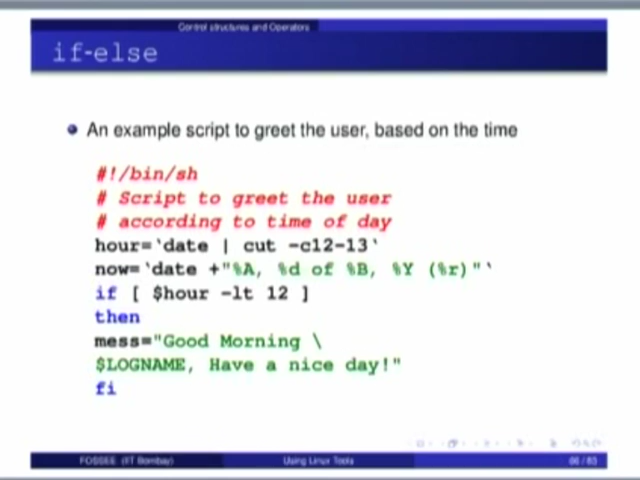 Control structures and Operators
if-else
An example script to greet the user, based on the time
#!/bin/sh
# Script to greet the user
# according to time of day
hour=`date | cut -c12-13`
now=`date +"%A, %d of %B, %Y (%r)"`
if [ $hour -lt 12 ]
then
mess="Good Morning \
$LOGNAME, Have a nice day!"
fi
FOSSEE (IIT Bombay)
Using Linux Tools
66 / 83